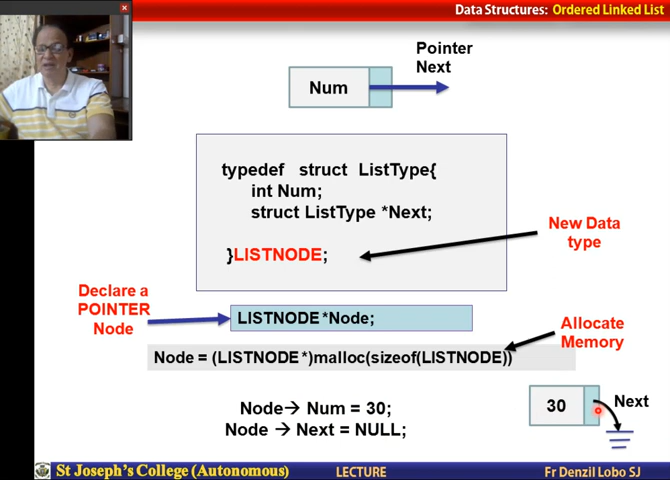 Data Structures: Ordered Linked List
Pointer
Next
Num
typedef struct ListType{
int Num;
struct ListType *Next;
}LISTNODE;
New Data
type
Declare a
POINTER
Node
LISTNODE *Node;
Allocate
Memory
Node = (LISTNODE*)malloc(sizeof(LISTNODE))
Node→ Num = 30;
Node → Next = NULL;
30
Next
St Joseph's College (Autonomous) LECTURE Fr Denzil Lobo SJ